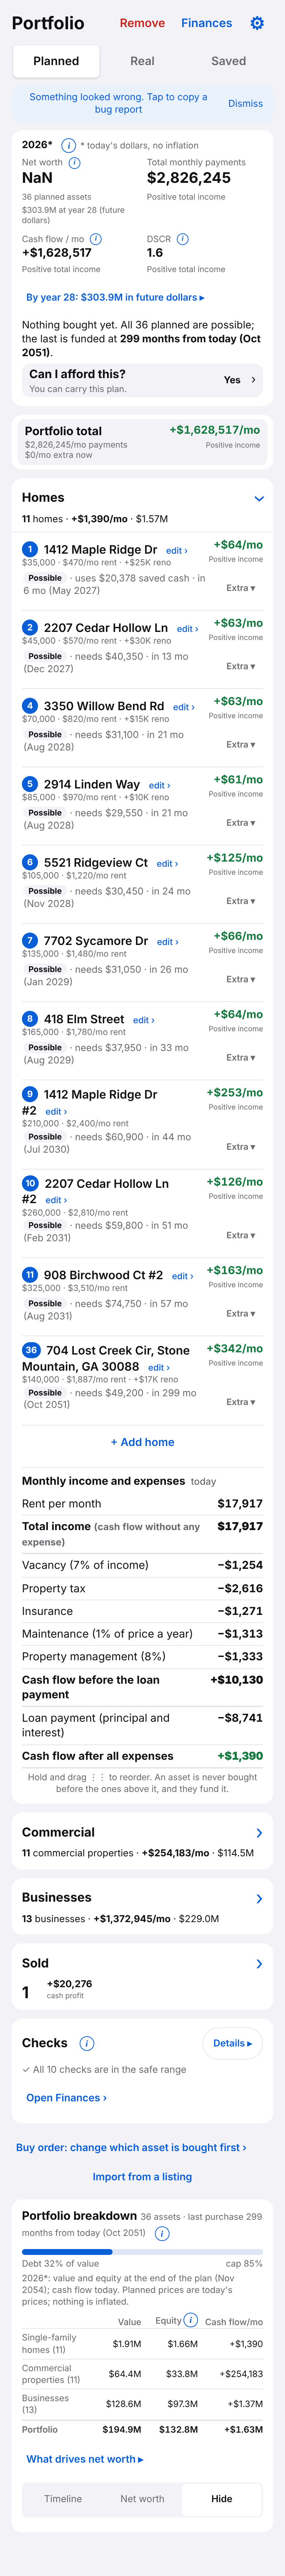 Portfolio Remove Finances
Planned Real Saved
Something looked wrong. Tap to copy a
bug report
Dismiss
2026* i * today's dollars, no inflation
Net worth i Total monthly payments
NaN $2,826,245
36 planned assets Positive total income
$303.9M at year 28 (future
dollars)
Cash flow / mo i DSCR i
+$1,628,517 1.6
Positive total income Positive total income
By year 28: $303.9M in future dollars ▸
Nothing bought yet. All 36 planned are possible;
the last is funded at 299 months from today (Oct
2051).
Can I afford this? Yes ›
You can carry this plan.
Portfolio total +$1,628,517/mo
$2,826,245/mo payments Positive income
$0/mo extra now
Homes
11 homes · +$1,390/mo · $1.57M
1 1412 Maple Ridge Dr edit › +$64/mo
$35,000 · $470/mo rent · +$25K reno Positive income
Possible · uses $20,378 saved cash · in
6 mo (May 2027) Extra ▾
2 2207 Cedar Hollow Ln edit › +$63/mo
$45,000 · $570/mo rent · +$30K reno Positive income
Possible · needs $40,350 · in 13 mo
(Dec 2027) Extra ▾
4 3350 Willow Bend Rd edit › +$63/mo
$70,000 · $820/mo rent · +$15K reno Positive income
Possible · needs $31,100 · in 21 mo
(Aug 2028) Extra ▾
5 2914 Linden Way edit › +$61/mo
$85,000 · $970/mo rent · +$10K reno Positive income
Possible · needs $29,550 · in 21 mo
(Aug 2028) Extra ▾
6 5521 Ridgeview Ct edit › +$125/mo
$105,000 · $1,220/mo rent Positive income
Possible · needs $30,450 · in 24 mo
(Nov 2028) Extra ▾
7 7702 Sycamore Dr edit › +$66/mo
$135,000 · $1,480/mo rent Positive income
Possible · needs $31,050 · in 26 mo
(Jan 2029) Extra ▾
8 418 Elm Street edit › +$64/mo
$165,000 · $1,780/mo rent Positive income
Possible · needs $37,950 · in 33 mo
(Aug 2029) Extra ▾
9 1412 Maple Ridge Dr +$253/mo
#2 edit › Positive income
$210,000 · $2,400/mo rent
Possible · needs $60,900 · in 44 mo
(Jul 2030) Extra ▾
10 2207 Cedar Hollow Ln +$126/mo
#2 edit › Positive income
$260,000 · $2,810/mo rent
Possible · needs $59,800 · in 51 mo
(Feb 2031) Extra ▾
11 908 Birchwood Ct #2 edit › +$163/mo
$325,000 · $3,510/mo rent Positive income
Possible · needs $74,750 · in 57 mo
(Aug 2031) Extra ▾
36 704 Lost Creek Cir, Stone +$342/mo
Mountain, GA 30088 edit › Positive income
$140,000 · $1,887/mo rent · +$17K reno
Possible · needs $49,200 · in 299 mo
(Oct 2051) Extra ▾
+ Add home
Monthly income and expenses today
Rent per month $17,917
Total income (cash flow without any $17,917
expense)
Vacancy (7% of income) −$1,254
Property tax −$2,616
Insurance −$1,271
Maintenance (1% of price a year) −$1,313
Property management (8%) −$1,333
Cash flow before the loan +$10,130
payment
Loan payment (principal and −$8,741
interest)
Cash flow after all expenses +$1,390
Hold and drag ⋮⋮ to reorder. An asset is never bought
before the ones above it, and they fund it.
Commercial ›
11 commercial properties · +$254,183/mo · $114.5M
Businesses ›
13 businesses · +$1,372,945/mo · $229.0M
Sold ›
1 +$20,276
cash profit
Checks i Details ▸
✓ All 10 checks are in the safe range
Open Finances ›
Buy order: change which asset is bought first ›
Import from a listing
Portfolio breakdown 36 assets · last purchase 299
months from today (Oct 2051) i
Debt 32% of value cap 85%
2026*: value and equity at the end of the plan (Nov
2054); cash flow today. Planned prices are today's
prices; nothing is inflated.
Value Equity i Cash flow/mo
Single-family
homes (11) $1.91M $1.66M +$1,390
Commercial
properties (11) $64.4M $33.8M +$254,183
Businesses
(13) $128.6M $97.3M +$1.37M
Portfolio $194.9M $132.8M +$1.63M
What drives net worth ▸
Timeline Net worth Hide